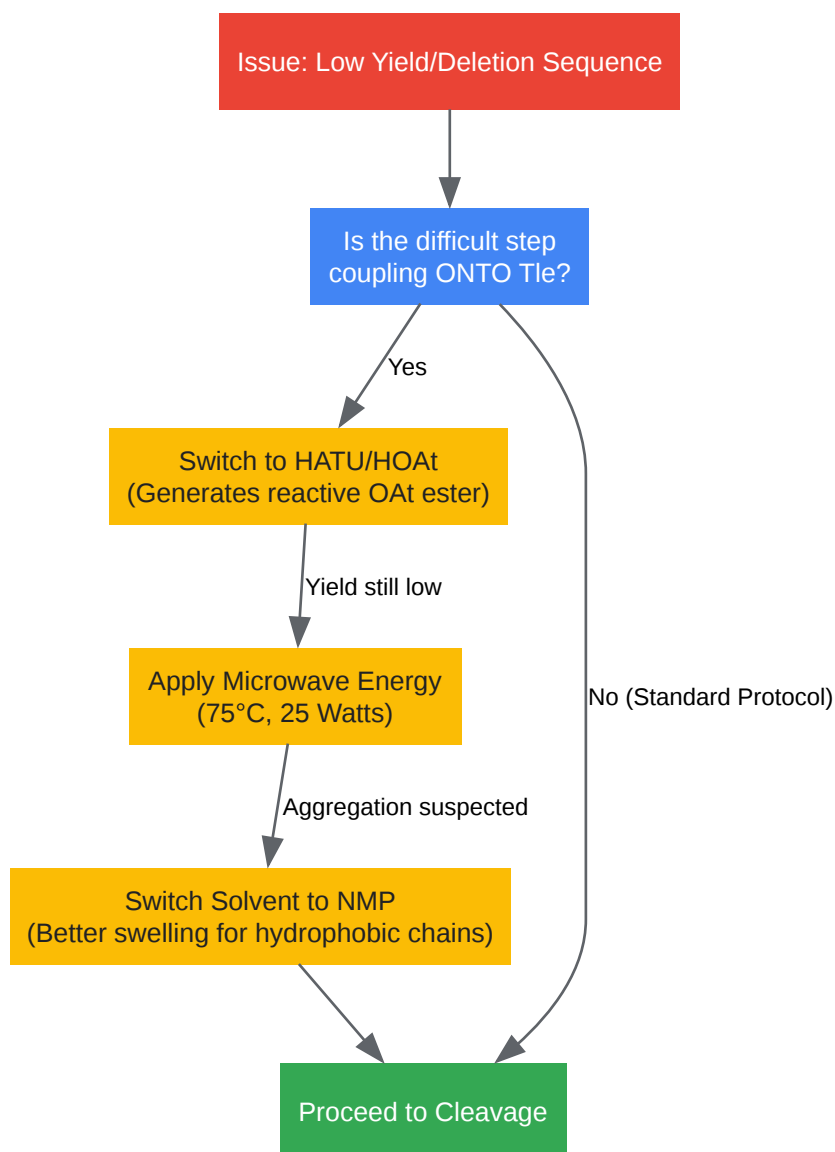 Issue: Low Yield/Deletion Sequence
Is the difficult step
coupling ONTO Tle?
Yes
Switch to HATU/HOAt
(Generates reactive OAt ester)
Yield still low
Apply Microwave Energy
(75°C, 25 Watts)
No (Standard Protocol)
Aggregation suspected
Switch Solvent to NMP
(Better swelling for hydrophobic chains)
Proceed to Cleavage